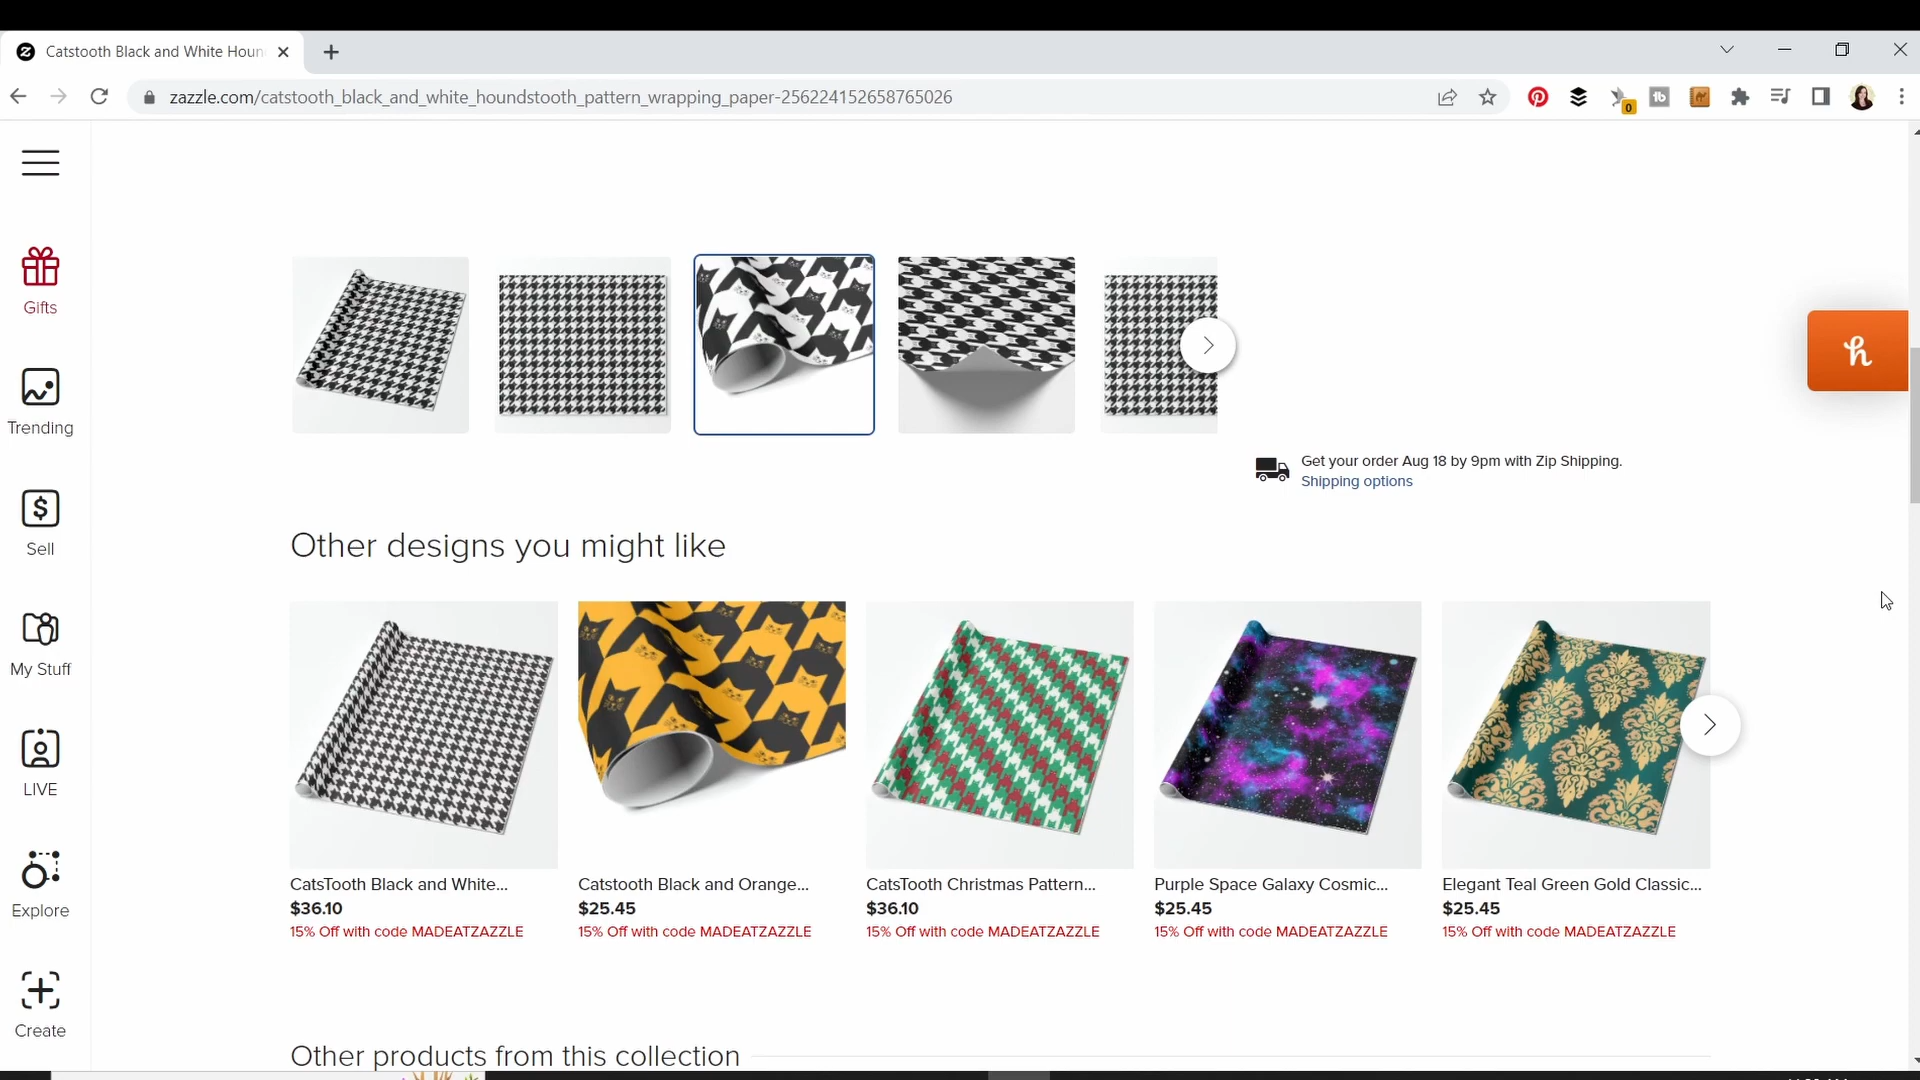 Catstooth Black and White Houn
zazzle.com/catstooth_black_and_white_houndstooth_pattern_wrapping_paper-256224152658765026
0
Gifts
Trending
Sell
My Stuff
LIVE
Explore
Create
Get your order Aug 18 by 9pm with Zip Shipping.
Shipping options
Other designs you might like
CatsTooth Black and White...
$36.10
15% Off with code MADEATZAZZLE
Catstooth Black and Orange...
$25.45
15% Off with code MADEATZAZZLE
CatsTooth Christmas Pattern...
$36.10
15% Off with code MADEATZAZZLE
Purple Space Galaxy Cosmic...
$25.45
15% Off with code MADEATZAZZLE
Elegant Teal Green Gold Classic...
$25.45
15% Off with code MADEATZAZZLE
Other products from this collection